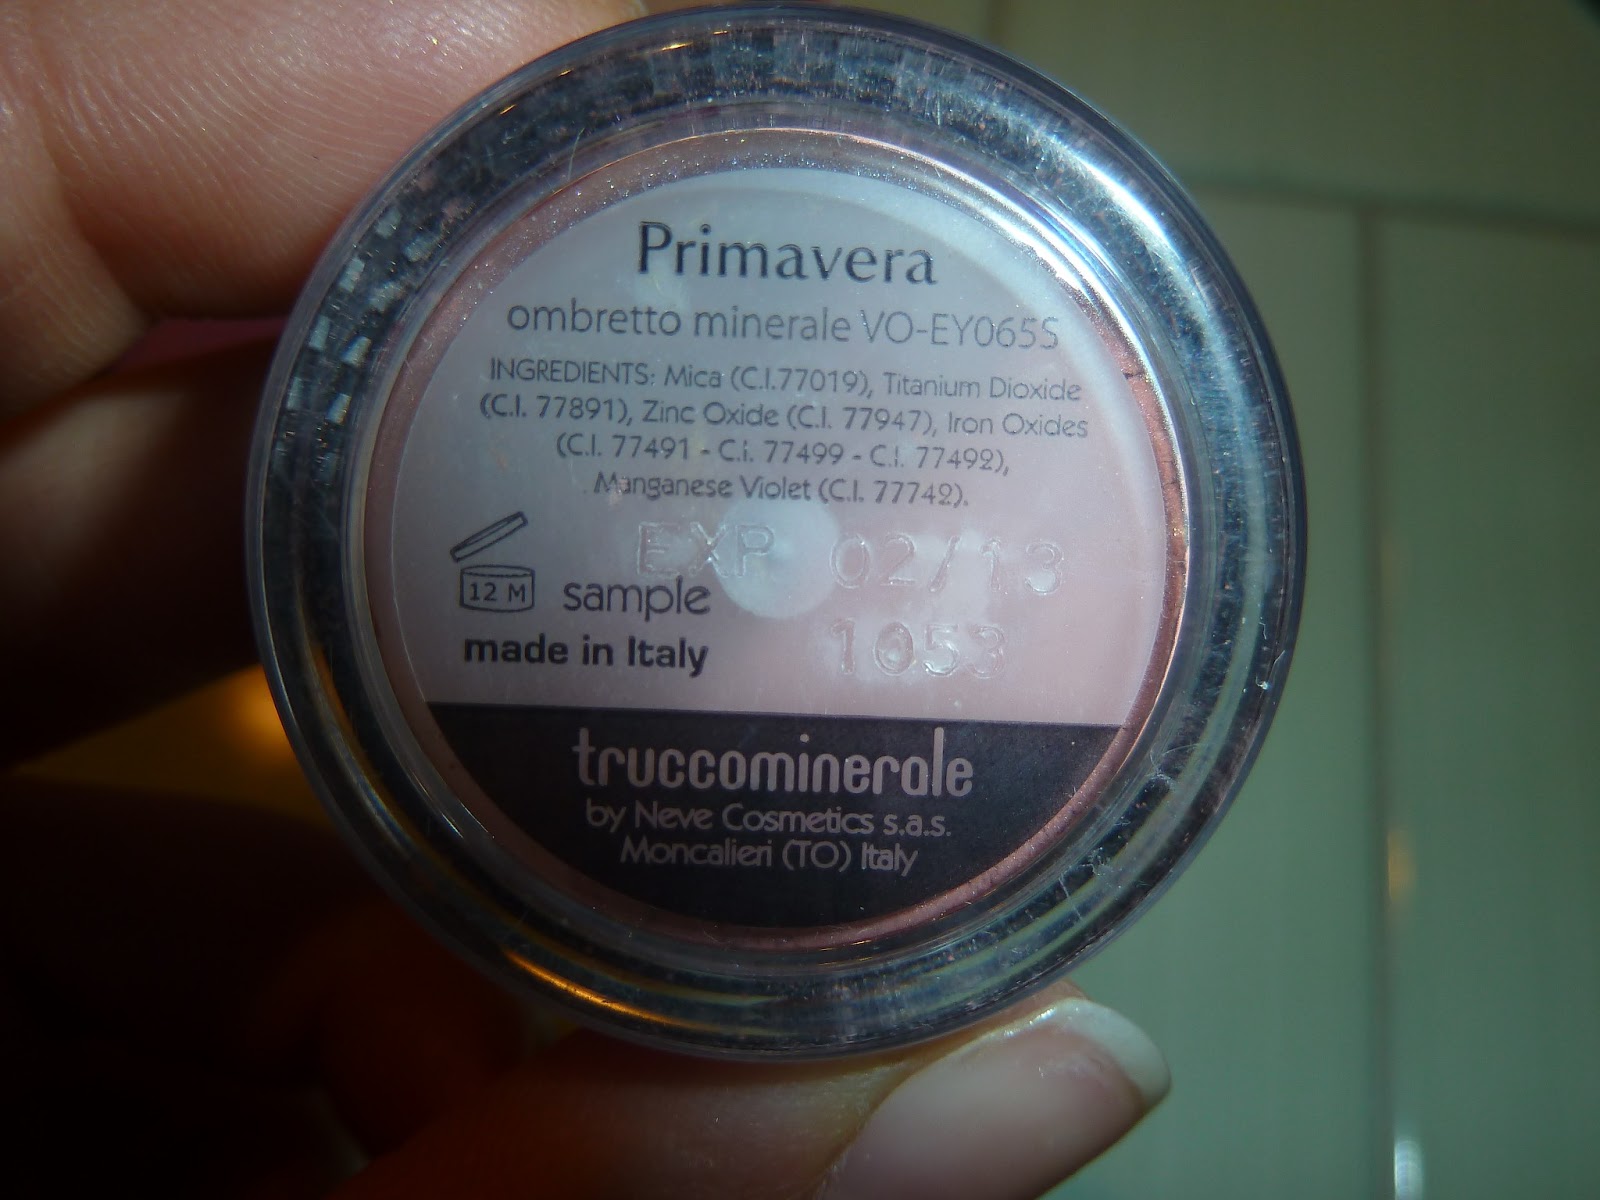 Primavera
ombretto minerale VO-EY065S
INGREDIENTS: Mica (C.I.77019), Titanium Dioxide
(C.I. 77891), Zinc Oxide (C.I. 77947), Iron Oxides
(C.I. 77491 - C.I. 77499 - C.I. 77492),
Manganese Violet (C.I. 77742).
EXP 02/13
12 M sample
1053
made in Italy
truccominerale
by Neve Cosmetics s.a.s.
Moncalieri (TO) Italy